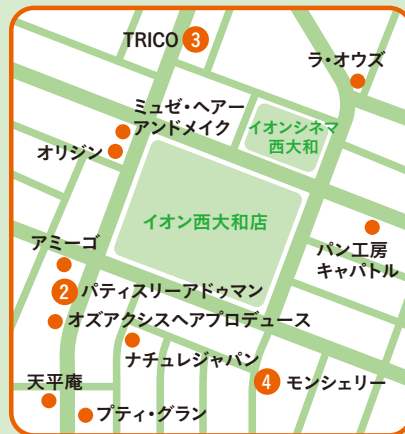 TRICO 3
ラ・オウズ
ミュゼ・ヘアー
アンドメイク
イオンシネマ
西大和
オリジン
イオン西大和店
アミーゴ
パン工房
キャパトル
2 パティスリーアドゥマン
オズアクシスヘアプロデュース
ナチュレジャパン
4 モンシェリー
天平庵
プティ・グラン